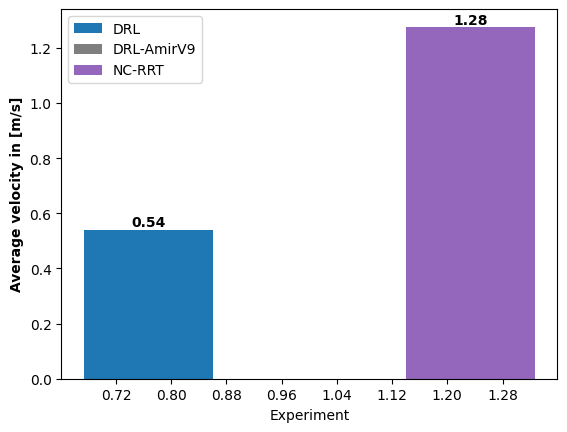 DRL
DRL-AmirV9
NC-RRT
1.28
0.54
Average velocity in [m/s]
1.2
1.0
0.8
0.6
0.4
0.2
0.0
0.72 0.80 0.88 0.96 1.04 1.12 1.20 1.28
Experiment